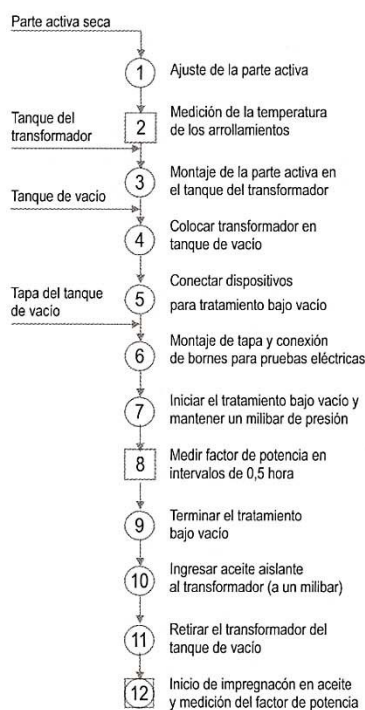 Parte activa seca
1
Ajuste de la parte activa
Tanque del
transformador
2
Medición de la temperatura
de los arrollamientos
3
Montaje de la parte activa en
el tanque del transformador
Tanque de vacío
4
Colocar transformador en
tanque de vacío
Tapa del tanque
de vacío
5
Conectar dispositivos
para tratamiento bajo vacío
6
Montaje de tapa y conexión
de bornes para pruebas eléctricas
7
Iniciar el tratamiento bajo vacío y
mantener un milibar de presión
8
Medir factor de potencia en
intervalos de 0,5 hora
9
Terminar el tratamiento
bajo vacío
10
Ingresar aceite aislante
al transformador (a un milibar)
11
Retirar el transformador del
tanque de vacío
12
Inicio de impregnacón en aceite
y medición del factor de potencia